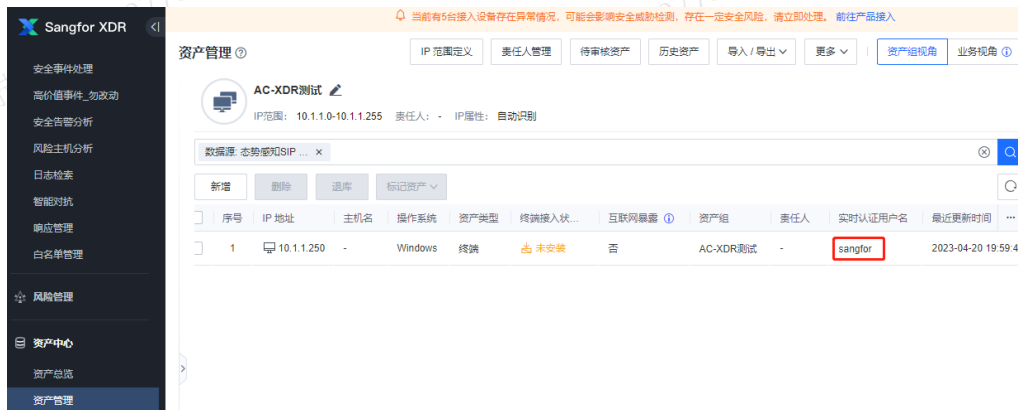 Sangfor XDR
当前有5台接入设备存在异常情况，可能会影响安全威胁检测，存在一定安全风险，请立即处理。 前往产品接入
安全事件处理
高价值事件_勿改动
安全告警分析
风险主机分析
日志检索
智能对抗
响应管理
白名单管理
风险管理
资产中心
资产总览
资产管理
资产管理
IP 范围定义 责任人管理 待审核资产 历史资产 导入 / 导出 更多 资产组视角 业务视角
AC-XDR测试
IP范围： 10.1.1.0-10.1.1.255 责任人： - IP属性： 自动识别
数据源: 态势感知SIP ... ×
新增 删除 退库 标记资产
序号 IP 地址 主机名 操作系统 资产类型 终端接入状... 互联网暴露 资产组 责任人 实时认证用户名 最近更新时间 ...
1 10.1.1.250 - Windows 终端 未安装 否 AC-XDR测试 - sangfor 2023-04-20 19:59:4